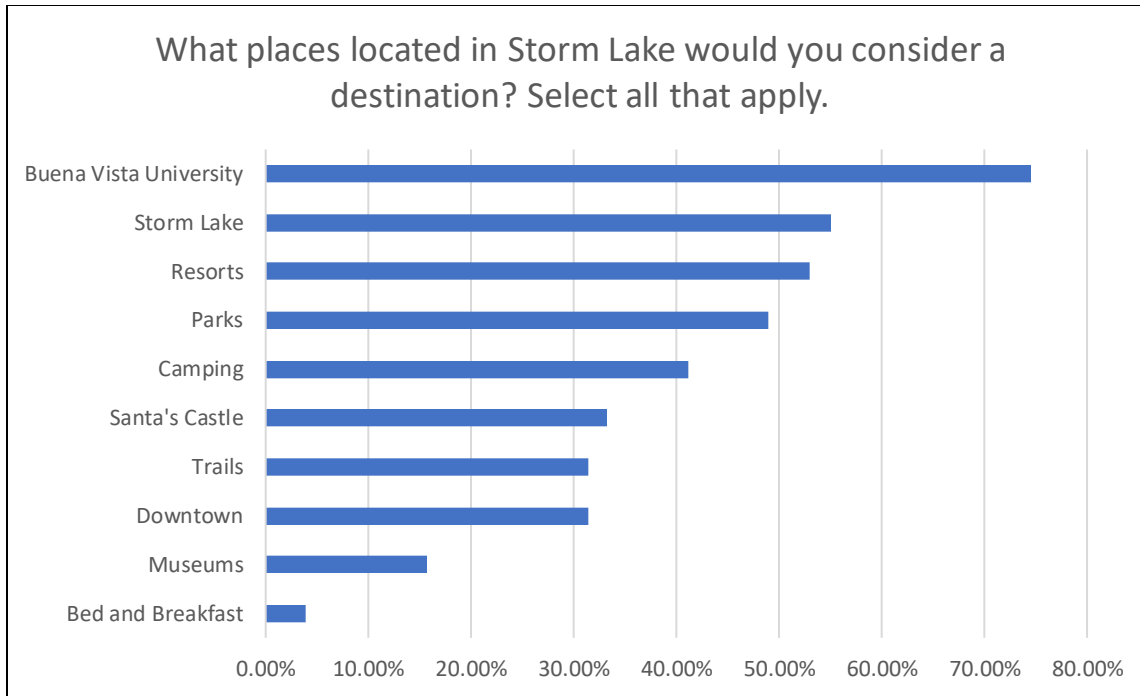 What places located in Storm Lake would you consider a
destination? Select all that apply.
Buena Vista University
Storm Lake
Resorts
Parks
Camping
Santa's Castle
Trails
Downtown
Museums
Bed and Breakfast
0.00% 10.00% 20.00% 30.00% 40.00% 50.00% 60.00% 70.00% 80.00%